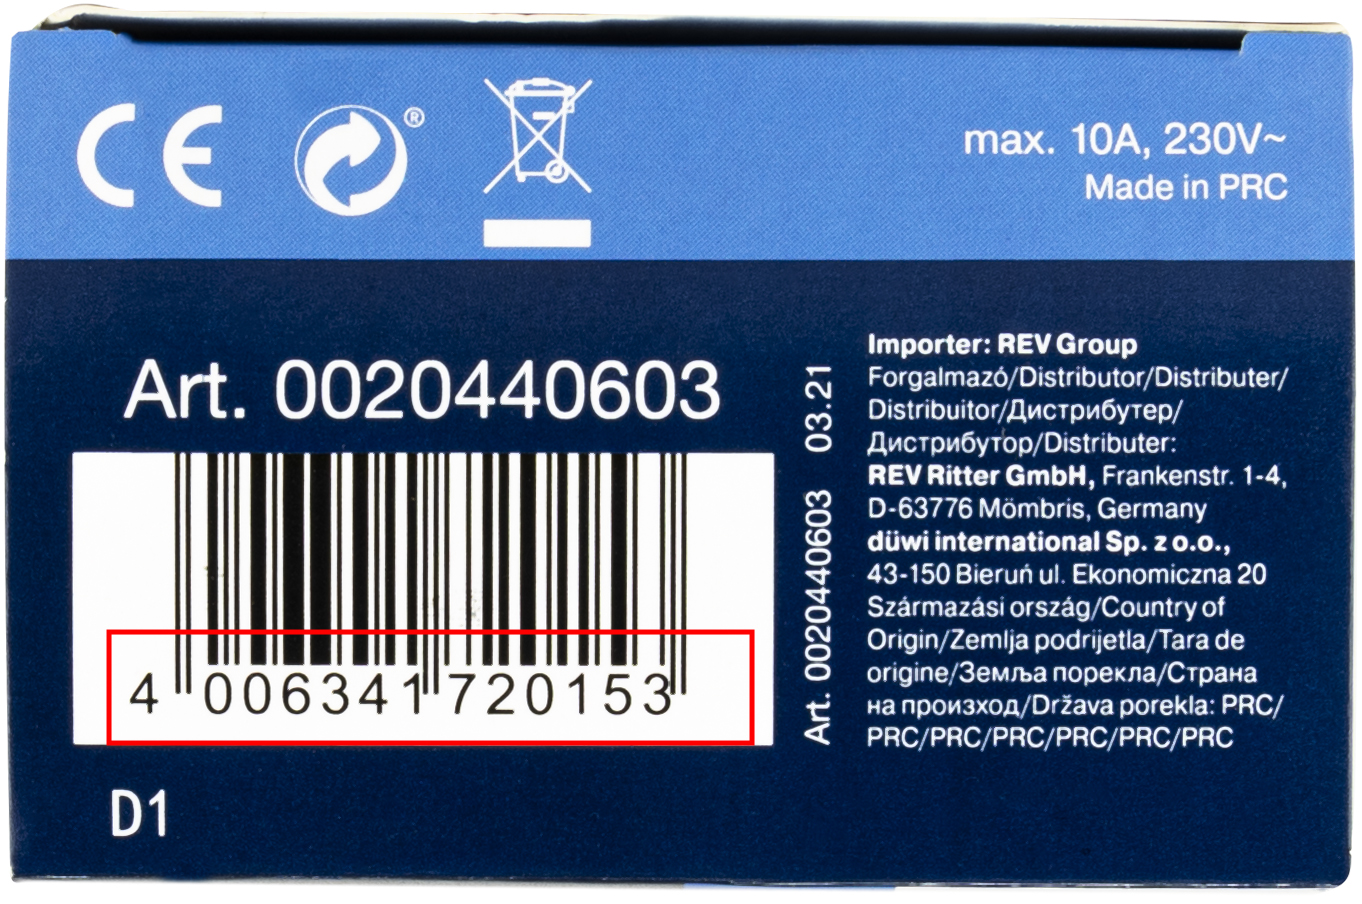 CE
®
max. 10A, 230V~
Made in PRC
Art. 0020440603
4 006341 720153
D1
Art. 0020440603 03.21
Importer: REV Group
Forgalmazó/Distributor/Distributer/
Distribuitor/Дистрибутер/
Дистрибутор/Distributer:
REV Ritter GmbH, Frankenstr. 1-4,
D-63776 Mömbris, Germany
düwi international Sp. z o.o.,
43-150 Bieruń ul. Ekonomiczna 20
Származási ország/Country of
Origin/Zemlja podrijetla/Tara de
origine/Земља порекла/Страна
на произход/Država porekla: PRC/
PRC/PRC/PRC/PRC/PRC/PRC